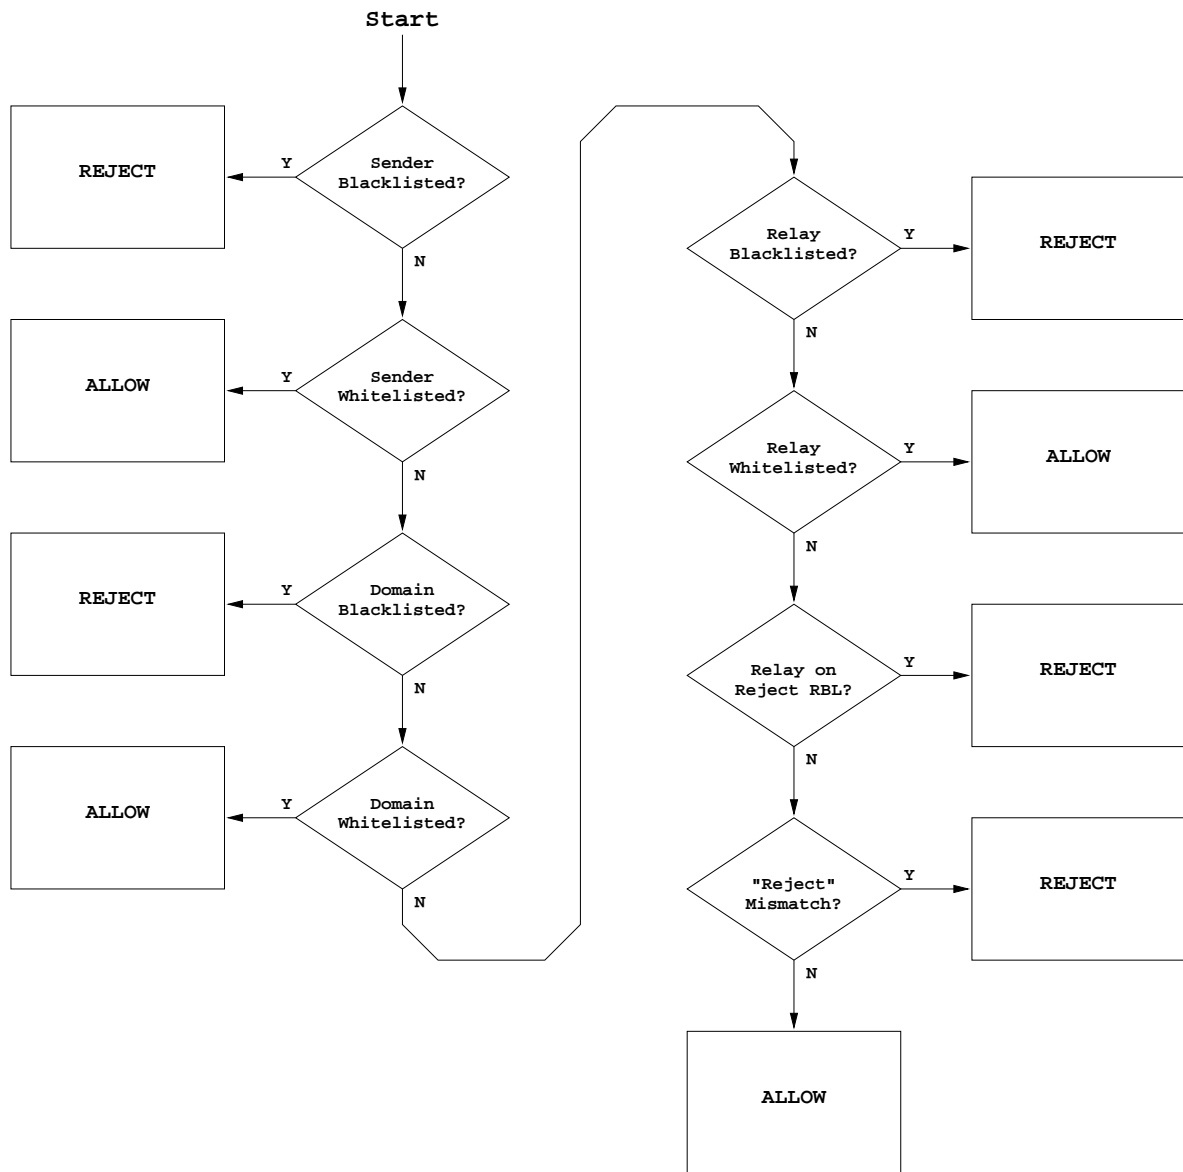 Start
REJECT
Y
Sender
Blacklisted?
N
ALLOW
Y
Sender
Whitelisted?
N
REJECT
Y
Domain
Blacklisted?
N
ALLOW
Y
Domain
Whitelisted?
N
Relay
Blacklisted?
Y
REJECT
N
Relay
Whitelisted?
Y
ALLOW
N
Relay on
Reject RBL?
Y
REJECT
N
"Reject"
Mismatch?
Y
REJECT
N
ALLOW